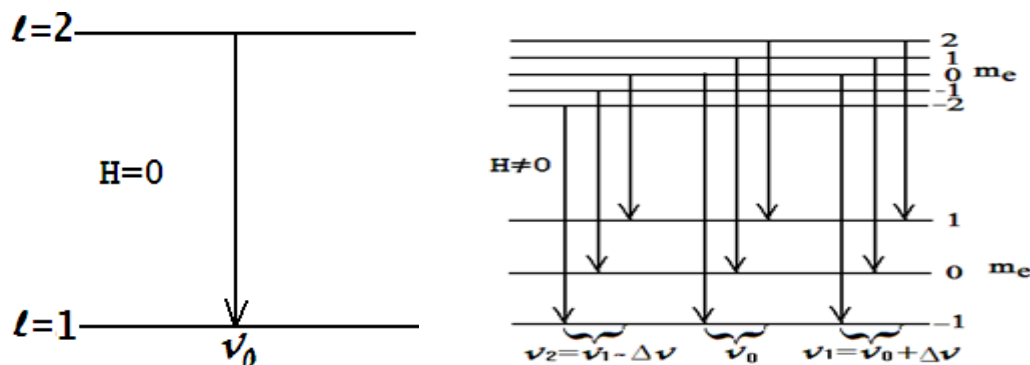 ℓ=2
H=0
ℓ=1
ν₀
2
1
0 mₑ
-1
-2
H≠0
1
0 mₑ
-1
ν₂=ν₁-Δν ν₀ ν₁=ν₀+Δν